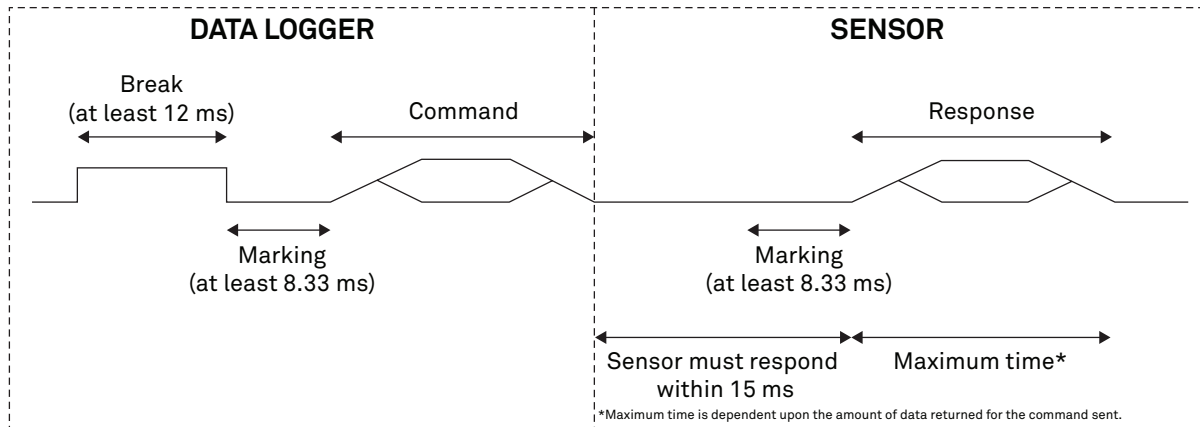 DATA LOGGER
SENSOR
Break
(at least 12 ms)
Command
Response
Marking
(at least 8.33 ms)
Marking
(at least 8.33 ms)
Sensor must respond
within 15 ms
Maximum time*
*Maximum time is dependent upon the amount of data returned for the command sent.